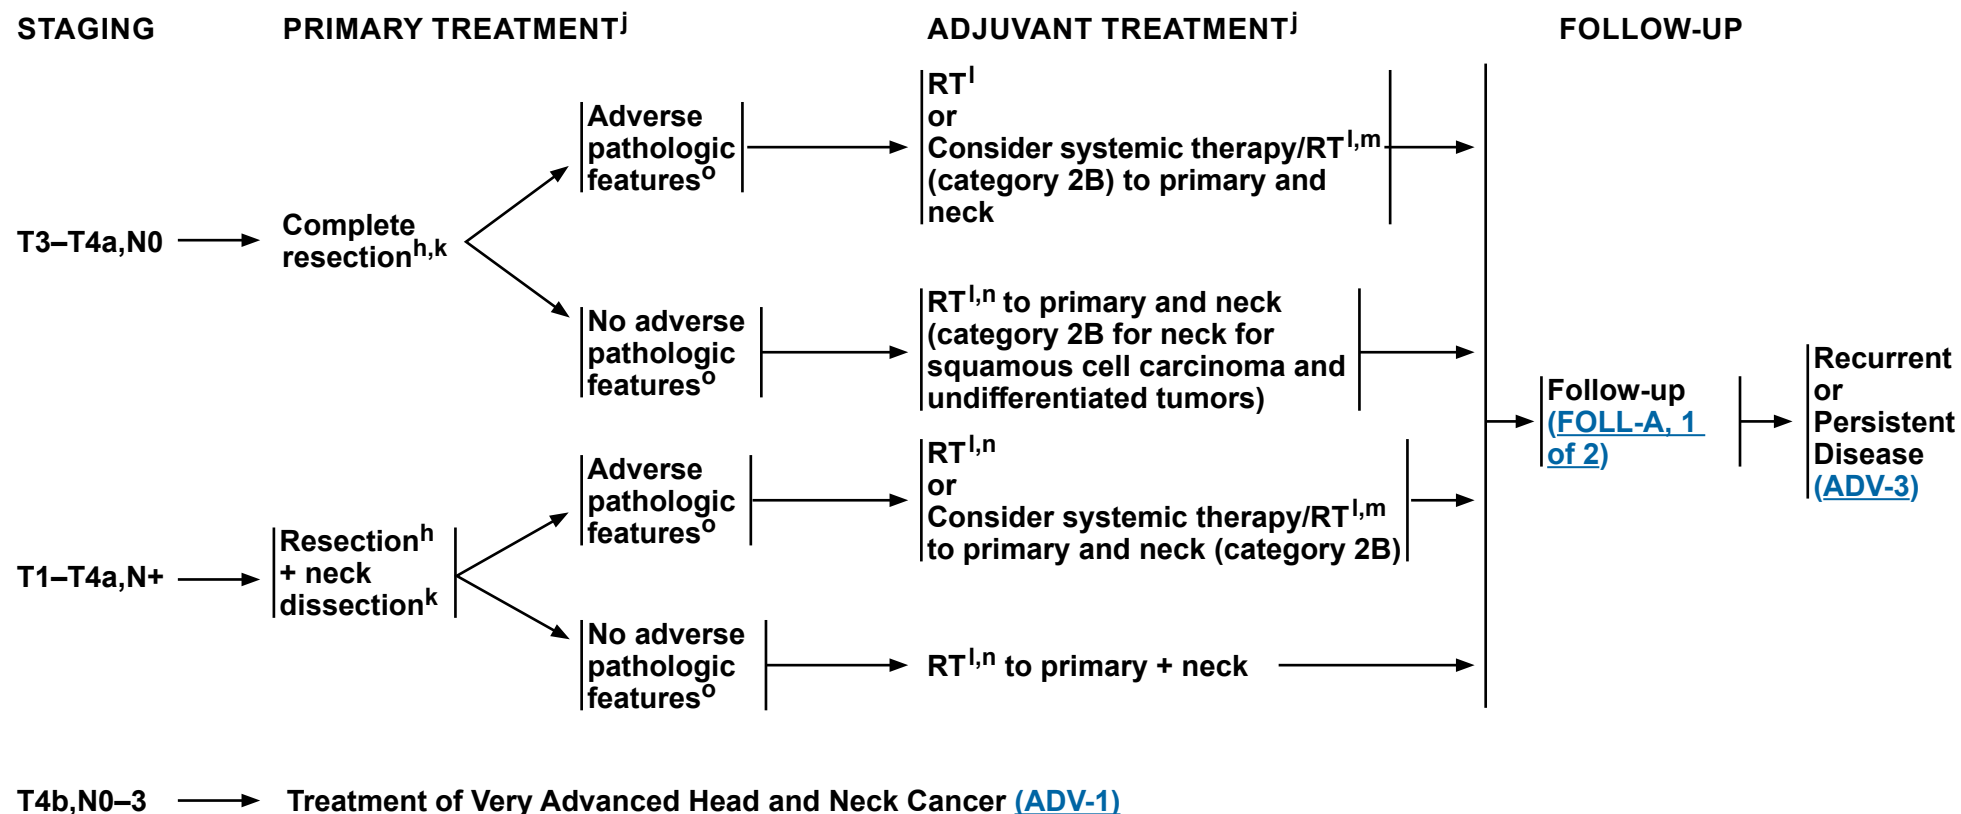 STAGING
PRIMARY TREATMENTj
ADJUVANT TREATMENTj
FOLLOW-UP
T3–T4a,N0
Complete
resectionh,k
Adverse
pathologic
featureso
RTl
or
Consider systemic therapy/RTl,m
(category 2B) to primary and
neck
No adverse
pathologic
featureso
RTl,n to primary and neck
(category 2B for neck for
squamous cell carcinoma and
undifferentiated tumors)
T1–T4a,N+
Resectionh
+ neck
dissectionk
Adverse
pathologic
featureso
RTl,n
or
Consider systemic therapy/RTl,m
to primary and neck (category 2B)
No adverse
pathologic
featureso
RTl,n to primary + neck
Follow-up
(FOLL-A, 1
of 2)
Recurrent
or
Persistent
Disease
(ADV-3)
T4b,N0–3
Treatment of Very Advanced Head and Neck Cancer (ADV-1)